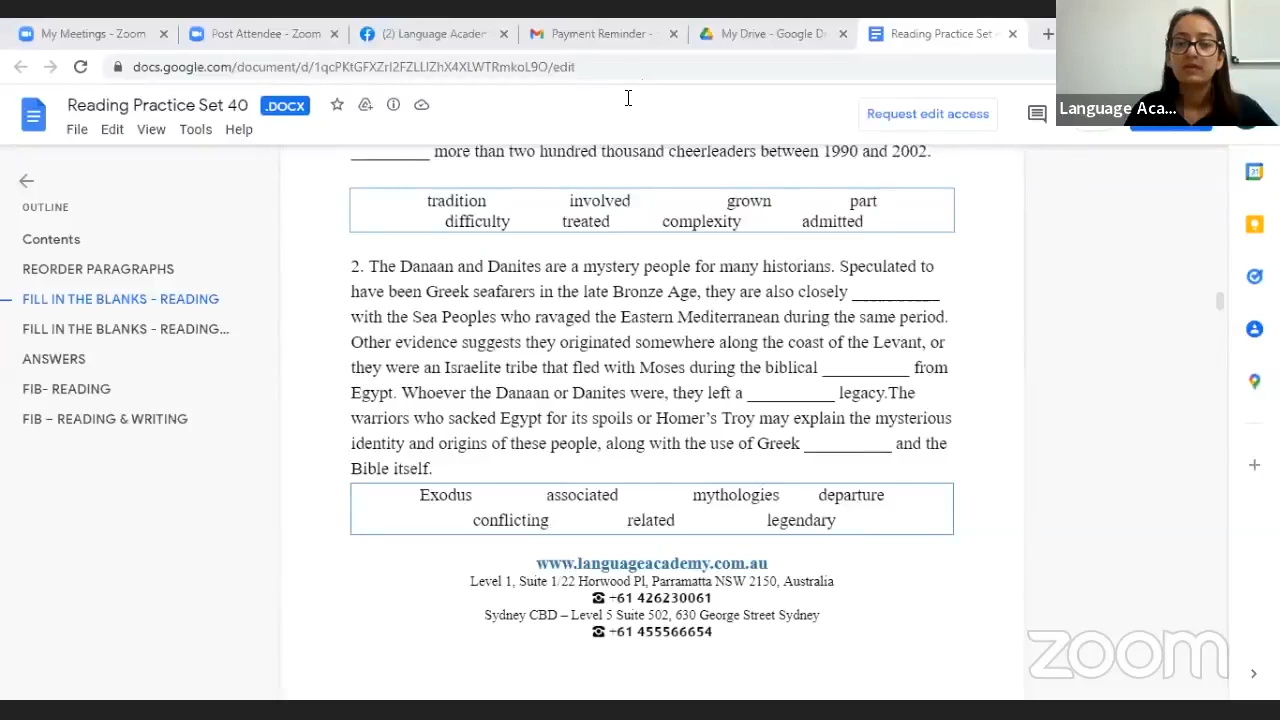 My Meetings - Zoom
Post Attendee - Zoom
(2) Language Acaden
Payment Reminder -
My Drive - Google D
Reading Practice Set 4
docs.google.com/document/d/1qcPKtGFXZrI2FZLLlZhX4XLWTRmkoL9O/edit
Reading Practice Set 40
.DOCX
File Edit View Tools Help
Request edit access
Language Aca...
OUTLINE
Contents
REORDER PARAGRAPHS
FILL IN THE BLANKS - READING
FILL IN THE BLANKS - READING...
ANSWERS
FIB- READING
FIB – READING & WRITING
_________ more than two hundred thousand cheerleaders between 1990 and 2002.
tradition involved grown part
difficulty treated complexity admitted
2. The Danaan and Danites are a mystery people for many historians. Speculated to
have been Greek seafarers in the late Bronze Age, they are also closely __________
with the Sea Peoples who ravaged the Eastern Mediterranean during the same period.
Other evidence suggests they originated somewhere along the coast of the Levant, or
they were an Israelite tribe that fled with Moses during the biblical __________ from
Egypt. Whoever the Danaan or Danites were, they left a __________ legacy.The
warriors who sacked Egypt for its spoils or Homer's Troy may explain the mysterious
identity and origins of these people, along with the use of Greek __________ and the
Bible itself.
Exodus associated mythologies departure
conflicting related legendary
www.languageacademy.com.au
Level 1, Suite 1/22 Horwood Pl, Parramatta NSW 2150, Australia
☎ +61 426230061
Sydney CBD – Level 5 Suite 502, 630 George Street Sydney
☎ +61 455566654
zoom